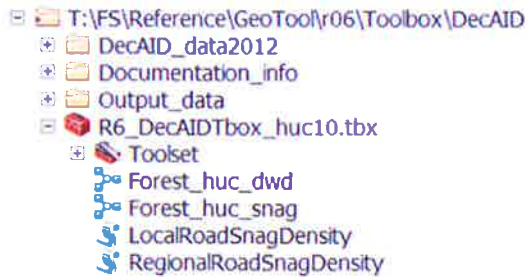 T:\FS\Reference\GeoTool\r06\Toolbox\DecAID
DecAID_data2012
Documentation_info
Output_data
R6_DecAIDTbox_huc10.tbx
Toolset
Forest_huc_dwd
Forest_huc_snag
LocalRoadSnagDensity
RegionalRoadSnagDensity